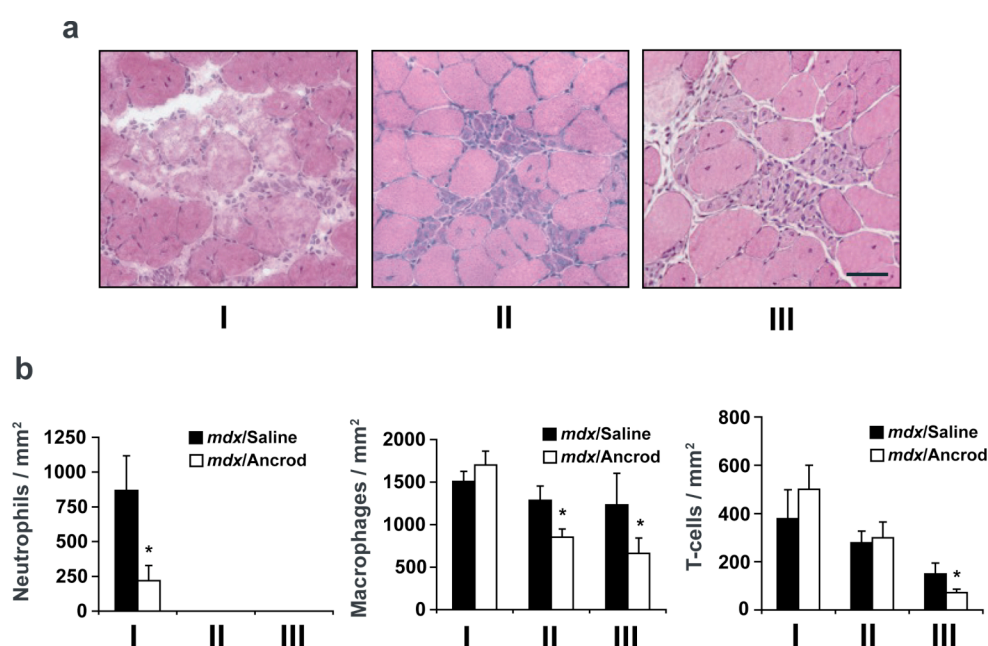 a
I
II
III
b
Neutrophils / mm²
1250
1000
750
500
250
0
mdx/Saline
mdx/Ancrod
*
I
II
III
Macrophages / mm²
2000
1500
1000
500
0
mdx/Saline
mdx/Ancrod
*
*
I
II
III
T-cells / mm²
800
600
400
200
0
mdx/Saline
mdx/Ancrod
*
I
II
III